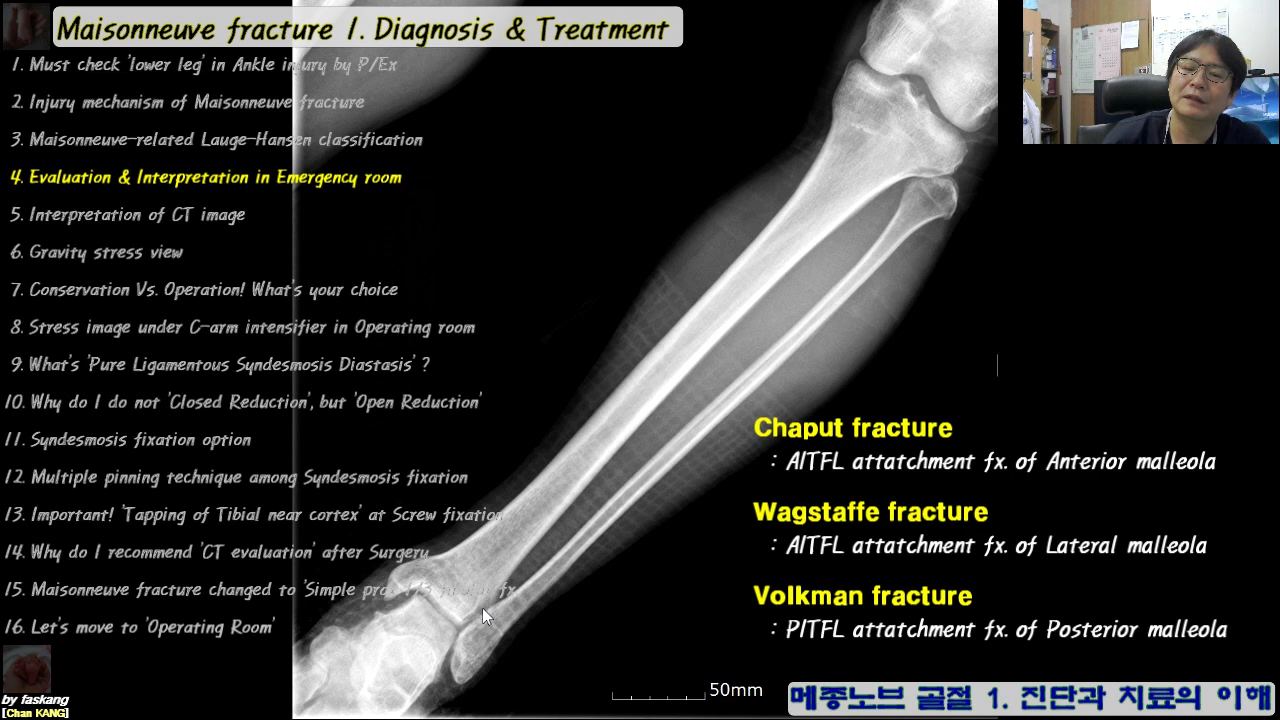 Maisonneuve fracture 1. Diagnosis & Treatment
1. Must check 'lower leg' in Ankle injury by P/Ex
2. Injury mechanism of Maisonneuve fracture
3. Maisonneuve-related Lauge-Hansen classification
4. Evaluation & Interpretation in Emergency room
5. Interpretation of CT image
6. Gravity stress view
7. Conservation Vs. Operation! What's your choice
8. Stress image under C-arm intensifier in Operating room
9. What's 'Pure Ligamentous Syndesmosis Diastasis' ?
10. Why do I do not 'Closed Reduction', but 'Open Reduction'
11. Syndesmosis fixation option
12. Multiple pinning technique among Syndesmosis fixation
13. Important! 'Tapping of Tibial near cortex' at Screw fixation
14. Why do I recommend 'CT evaluation' after Surgery
15. Maisonneuve fracture changed to 'Simple
16. Let's move to 'Operating Room'
by faskang
[Chan KANG]
Chaput fracture
: AITFL attatchment fx. of Anterior malleola
Wagstaffe fracture
: AITFL attatchment fx. of Lateral malleola
Volkman fracture
: PITFL attatchment fx. of Posterior malleola
50mm
메종노브 골절 1. 진단과 치료의 이해